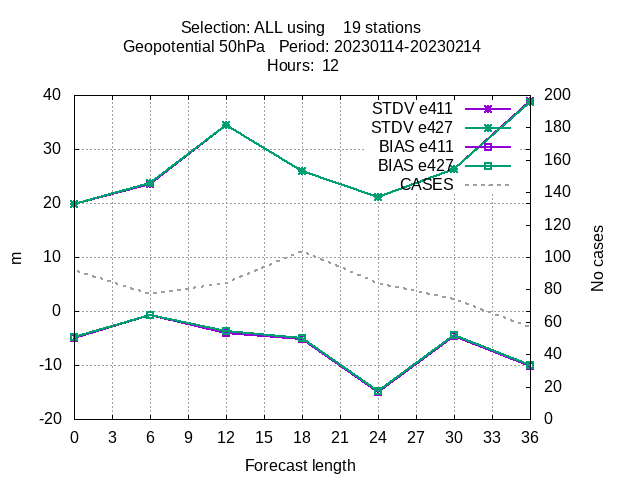 Selection: ALL using    19 stations
Geopotential 50hPa   Period: 20230114-20230214
Hours:  12
STDV e411
STDV e427
BIAS e411
BIAS e427
CASES
40
30
20
10
0
-10
-20
m
200
180
160
140
120
100
80
60
40
20
0
No cases
0 3 6 9 12 15 18 21 24 27 30 33 36
Forecast length